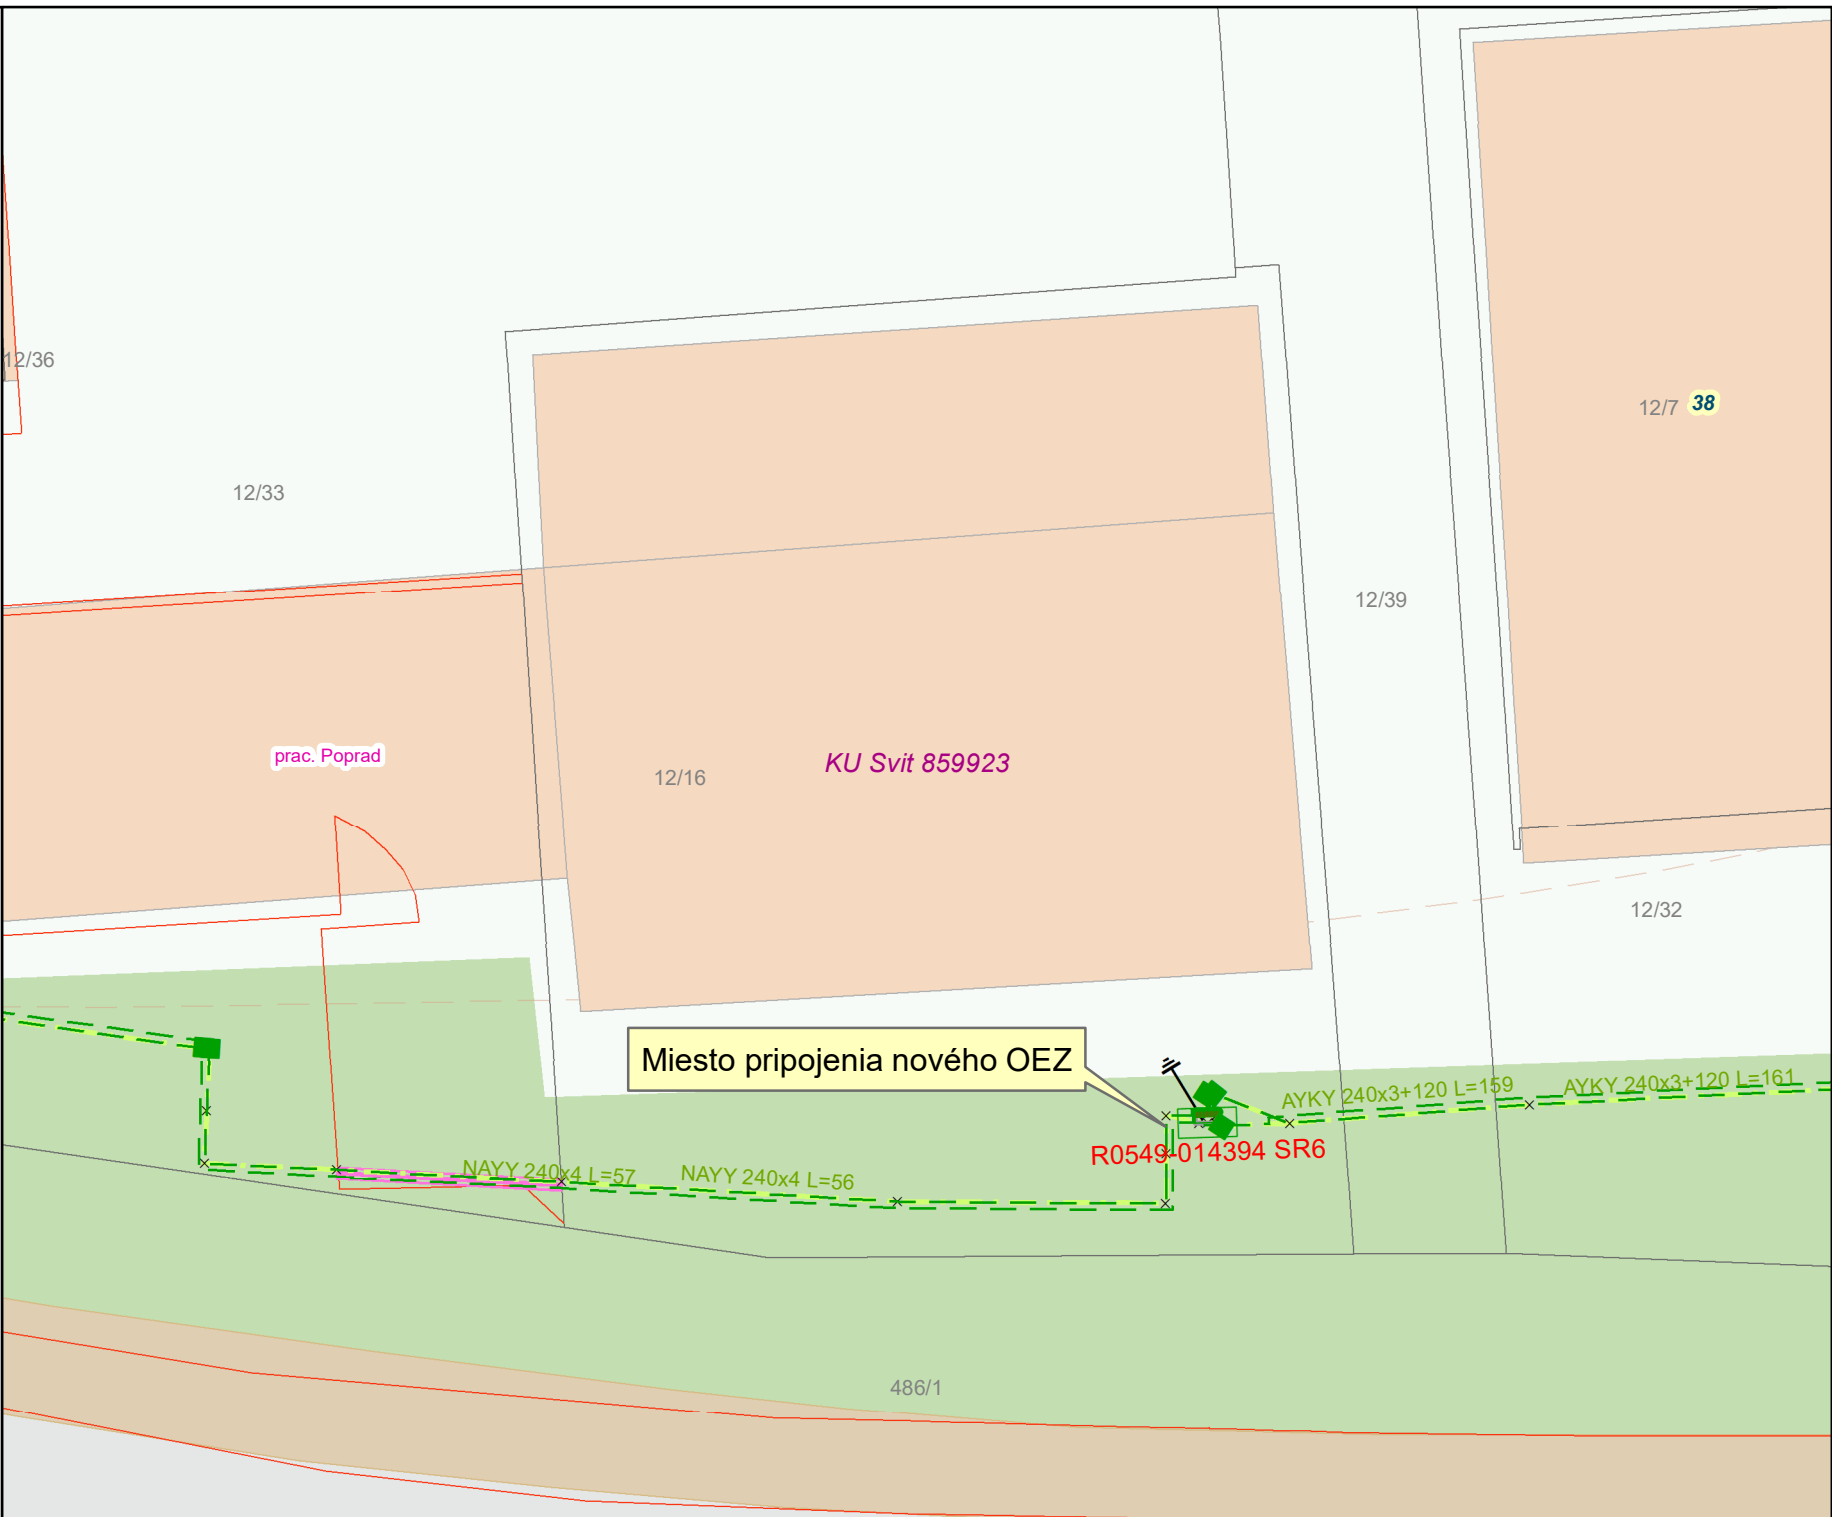 12/36
12/7 38
12/33
12/39
prac. Poprad
KU Svit 859923
12/16
12/32
Miesto pripojenia nového OEZ
AYKY 240x3+120 L=159
AYKY 240x3+120 L=161
R0549-014394 SR6
NAYY 240x4 L=57
NAYY 240x4 L=56
486/1